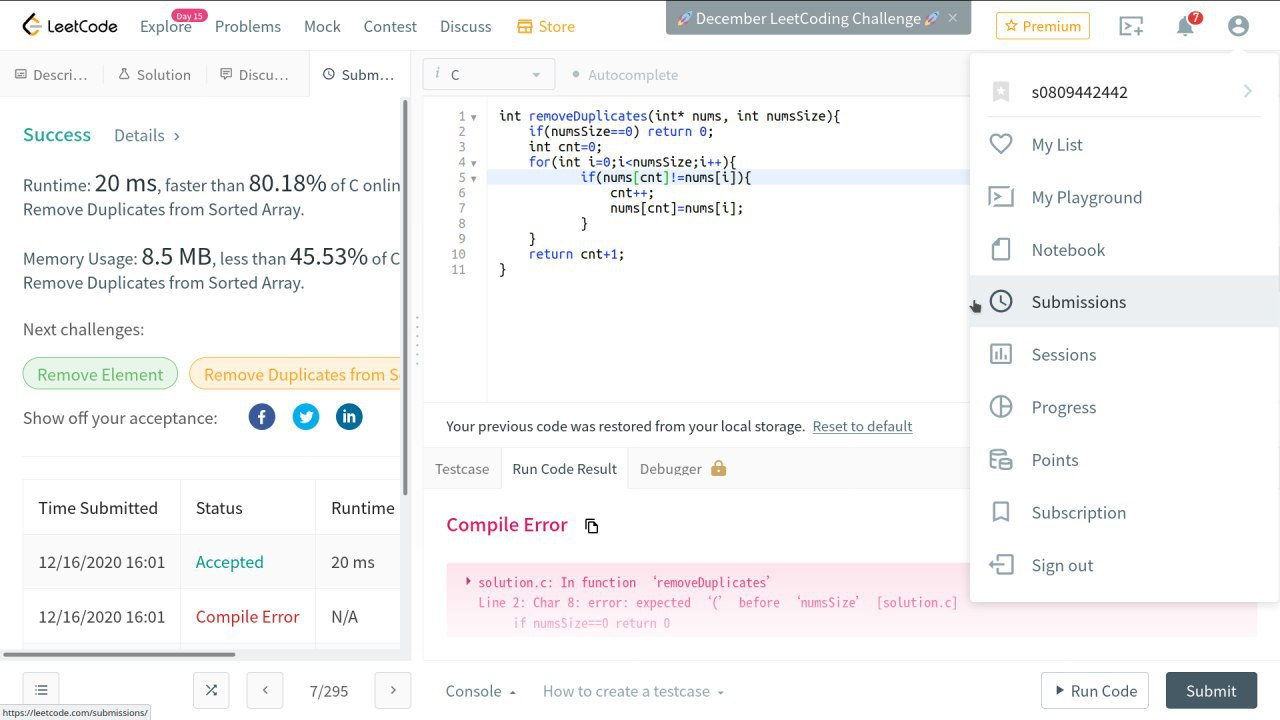 LeetCode
Explore
Day 15
Problems
Mock
Contest
Discuss
Store
🚀 December LeetCoding Challenge 🚀 ×
Premium
7
Descri...
Solution
Discu...
Subm...
i C
Autocomplete
Success
Details >
Runtime: 20 ms, faster than 80.18% of C onlin
Remove Duplicates from Sorted Array.
Memory Usage: 8.5 MB, less than 45.53% of C
Remove Duplicates from Sorted Array.
Next challenges:
Remove Element
Remove Duplicates from S
Show off your acceptance:
Time Submitted Status Runtime
12/16/2020 16:01 Accepted 20 ms
12/16/2020 16:01 Compile Error N/A
1 int removeDuplicates(int* nums, int numsSize){
2 if(numsSize==0) return 0;
3 int cnt=0;
4 for(int i=0;i<numsSize;i++){
5 if(nums[cnt]!=nums[i]){
6 cnt++;
7 nums[cnt]=nums[i];
8 }
9 }
10 return cnt+1;
11 }
Your previous code was restored from your local storage. Reset to default
Testcase
Run Code Result
Debugger
Compile Error
solution.c: In function ‘removeDuplicates’
Line 2: Char 8: error: expected ‘(’ before ‘numsSize’ [solution.c]
if numsSize==0 return 0
s0809442442
My List
My Playground
Notebook
Submissions
Sessions
Progress
Points
Subscription
Sign out
7/295
Console
How to create a testcase
Run Code
Submit
https://leetcode.com/submissions/